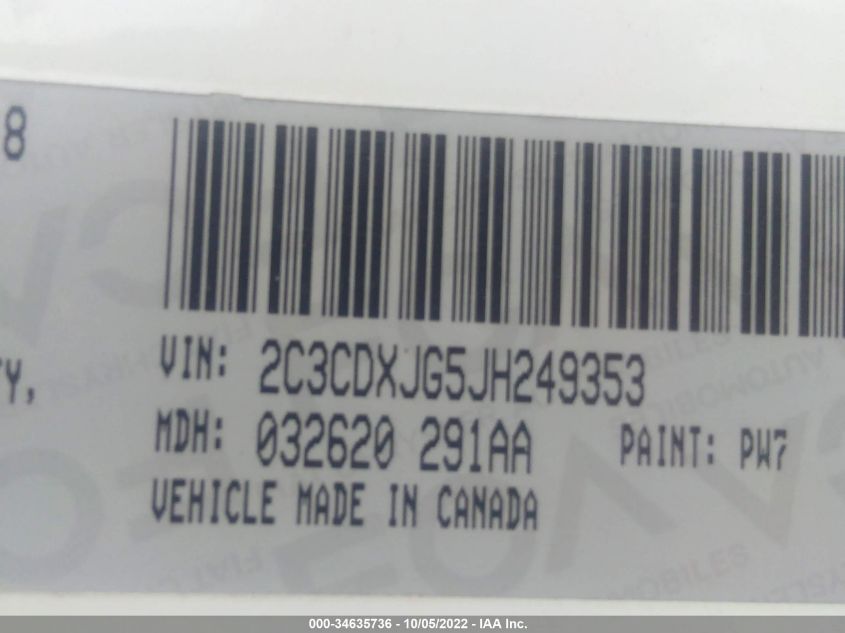 8
TY,
VIN: 2C3CDXJG5JH249353
MDH: 032620 291AA PAINT: PW7
VEHICLE MADE IN CANADA
000-34635736 - 10/05/2022 - IAA Inc.